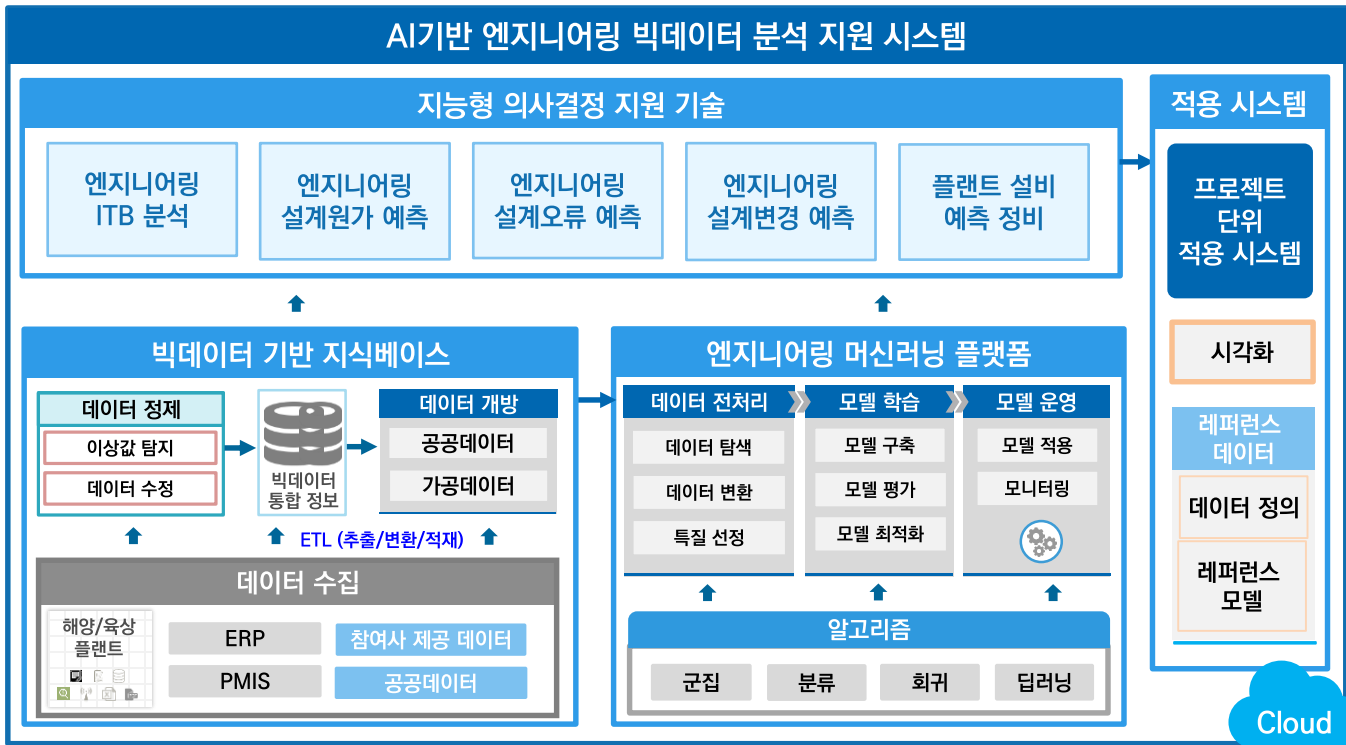 AI기반 엔지니어링 빅데이터 분석 지원 시스템
지능형 의사결정 지원 기술
엔지니어링
ITB 분석
엔지니어링
설계원가 예측
엔지니어링
설계오류 예측
엔지니어링
설계변경 예측
플랜트 설비
예측 정비
적용 시스템
프로젝트
단위
적용 시스템
시각화
레퍼런스
데이터
데이터 정의
레퍼런스
모델
빅데이터 기반 지식베이스
데이터 정제
이상값 탐지
데이터 수정
빅데이터
통합 정보
데이터 개방
공공데이터
가공데이터
ETL (추출/변환/적재)
데이터 수집
해양/육상
플랜트
ERP
참여사 제공 데이터
PMIS
공공데이터
엔지니어링 머신러닝 플랫폼
데이터 전처리
데이터 탐색
데이터 변환
특질 선정
모델 학습
모델 구축
모델 평가
모델 최적화
모델 운영
모델 적용
모니터링
알고리즘
군집
분류
회귀
딥러닝
Cloud